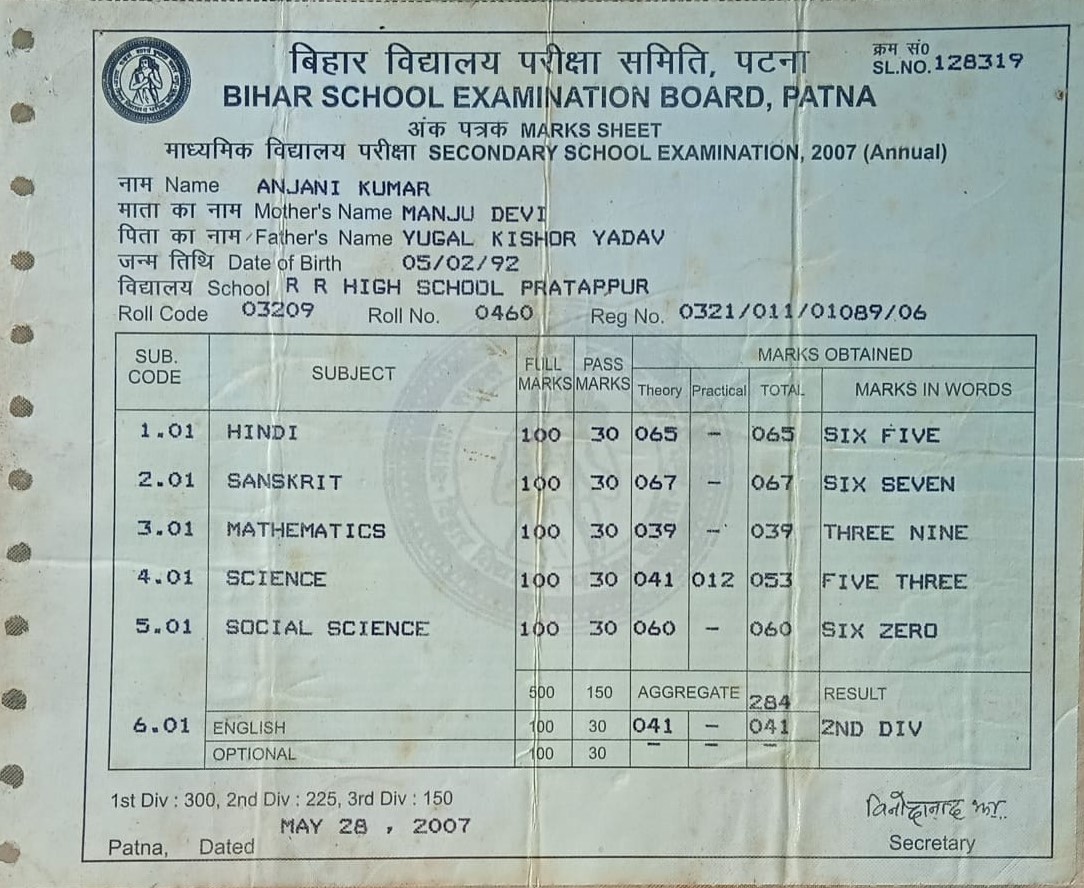 बिहार विद्यालय परीक्षा समिति, पटना
क्रम सं0
SL.NO. 128319
BIHAR SCHOOL EXAMINATION BOARD, PATNA
अंक पत्रक MARKS SHEET
माध्यमिक विद्यालय परीक्षा SECONDARY SCHOOL EXAMINATION, 2007 (Annual)
नाम Name ANJANI KUMAR
माता का नाम Mother's Name MANJU DEVI
पिता का नाम Father's Name YUGAL KISHOR YADAV
जन्म तिथि Date of Birth 05/02/92
विद्यालय School R R HIGH SCHOOL PRATAPPUR
Roll Code 03209 Roll No. 0460 Reg No. 0321/011/01089/06
SUB. CODE SUBJECT FULL MARKS PASS MARKS MARKS OBTAINED
Theory Practical TOTAL MARKS IN WORDS
1.01 HINDI 100 30 065 - 065 SIX FIVE
2.01 SANSKRIT 100 30 067 - 067 SIX SEVEN
3.01 MATHEMATICS 100 30 039 - 039 THREE NINE
4.01 SCIENCE 100 30 041 012 053 FIVE THREE
5.01 SOCIAL SCIENCE 100 30 060 - 060 SIX ZERO
500 150 AGGREGATE 284 RESULT
6.01 ENGLISH 100 30 041 - 041 2ND DIV
OPTIONAL 100 30 - - -
1st Div : 300, 2nd Div : 225, 3rd Div : 150
विनोदानन्द झा..
MAY 28 , 2007
Patna, Dated
Secretary